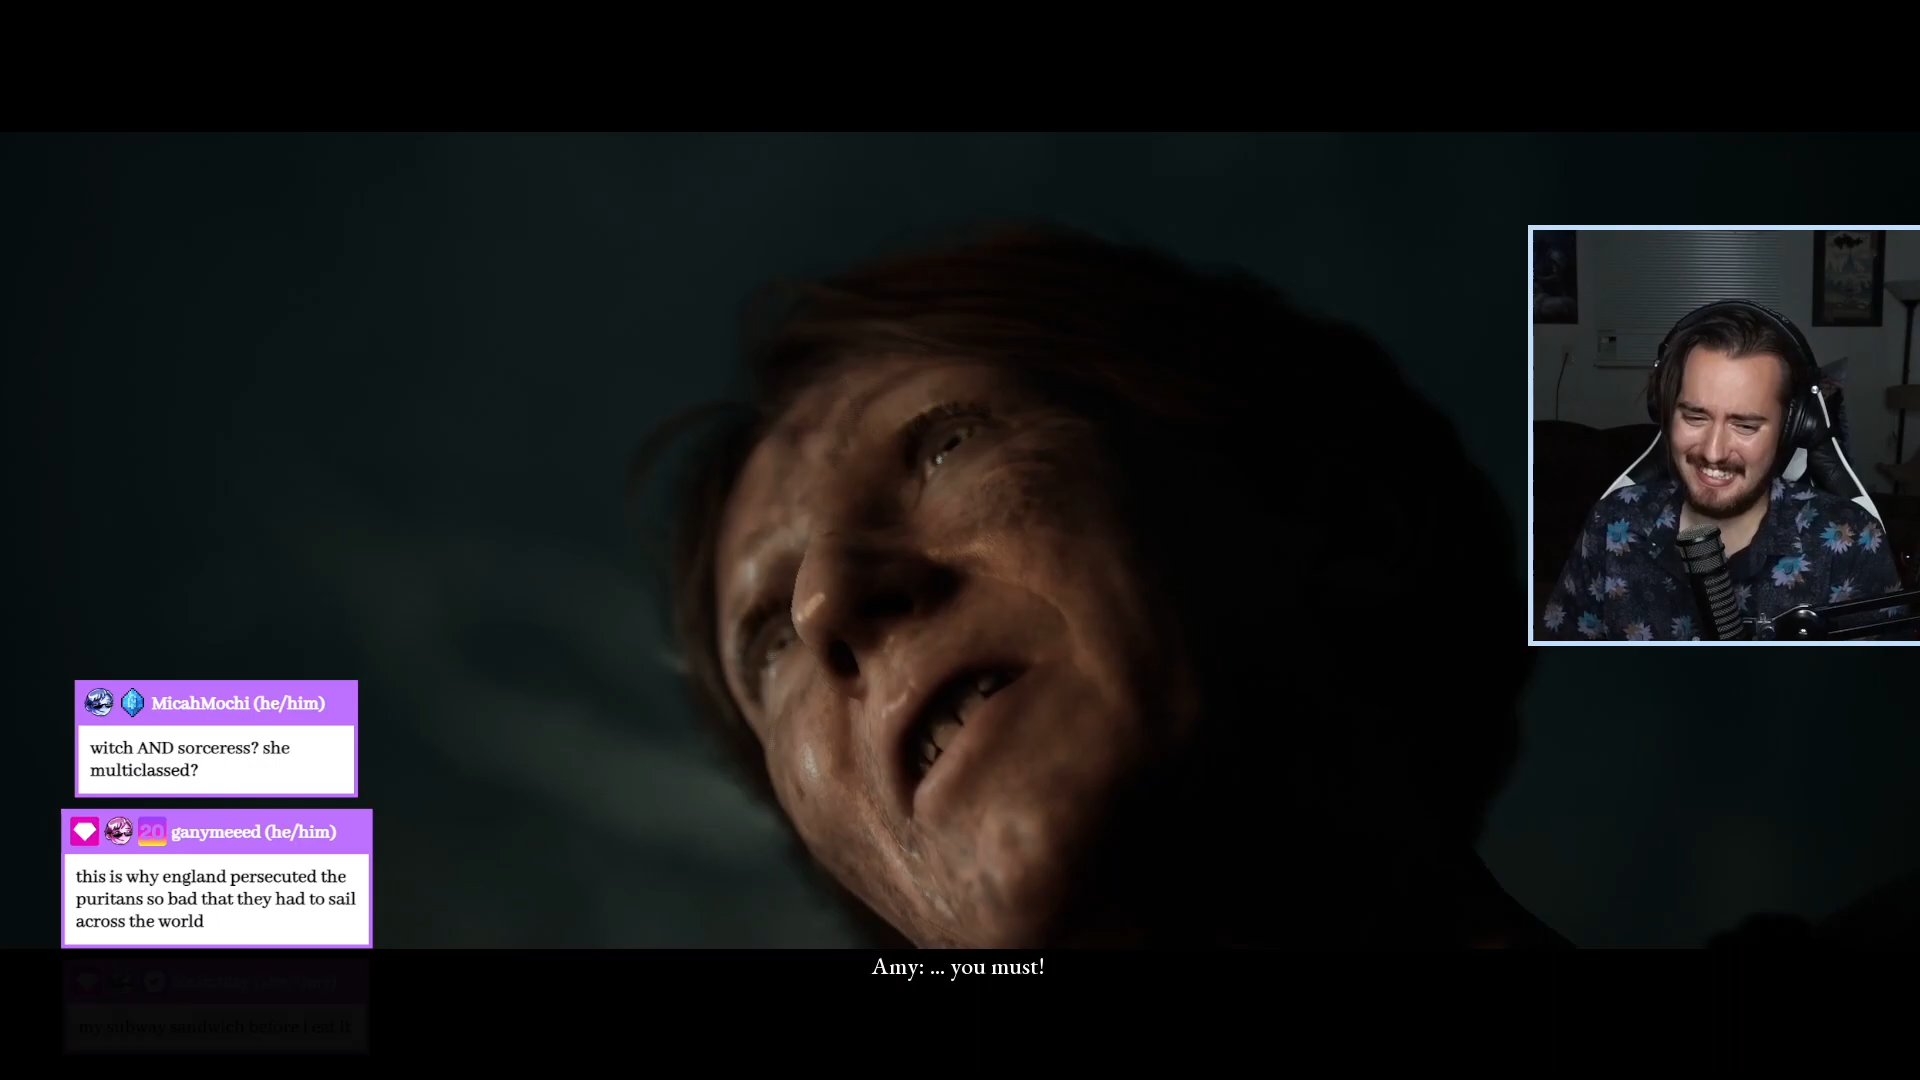 MicahMochi (he/him)
witch AND sorceress? she
multiclassed?
20 ganymeeed (he/him)
this is why england persecuted the
puritans so bad that they had to sail
across the world
my subway sandwich before i eat it
Amy: ... you must!